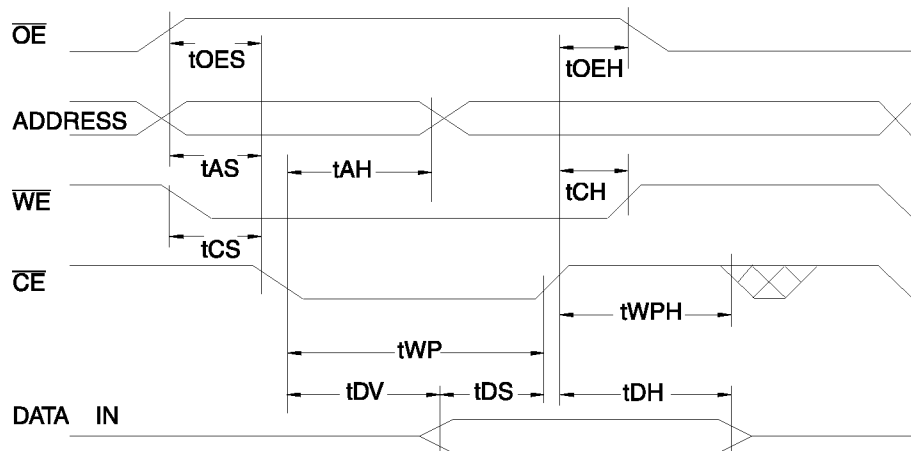 OE
tOES
tOEH
ADDRESS
tAS
tAH
tCH
WE
tCS
CE
tWPH
tWP
tDV
tDS
tDH
DATA IN